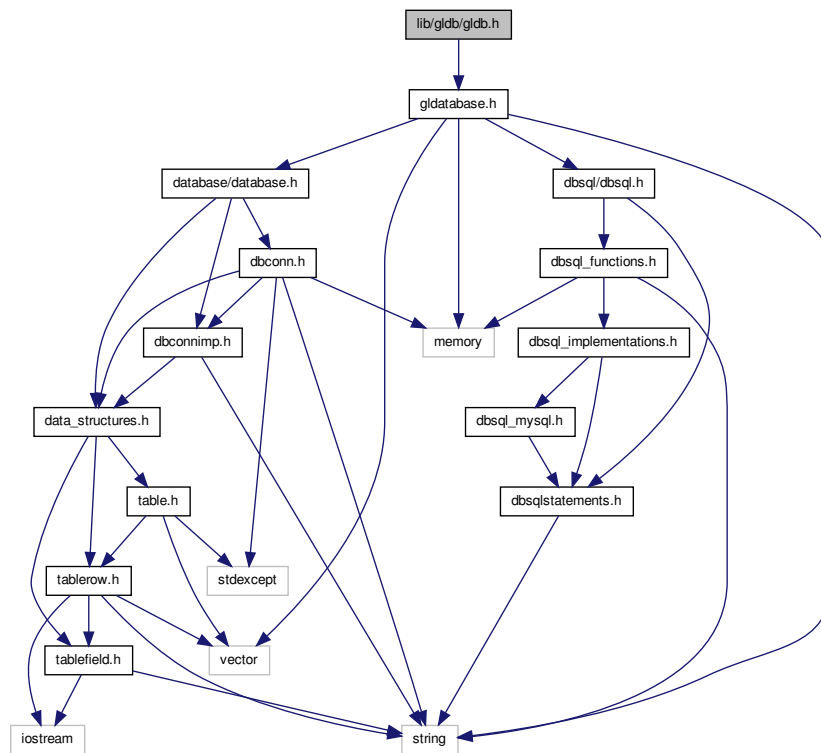 lib/gldb/gldb.h
gldatabase.h
database/database.h
dbsql/dbsql.h
dbconn.h
dbsql_functions.h
dbconnimp.h
memory
dbsql_implementations.h
data_structures.h
dbsql_mysql.h
table.h
dbsqlstatements.h
tablerow.h
stdexcept
tablefield.h
vector
iostream
string